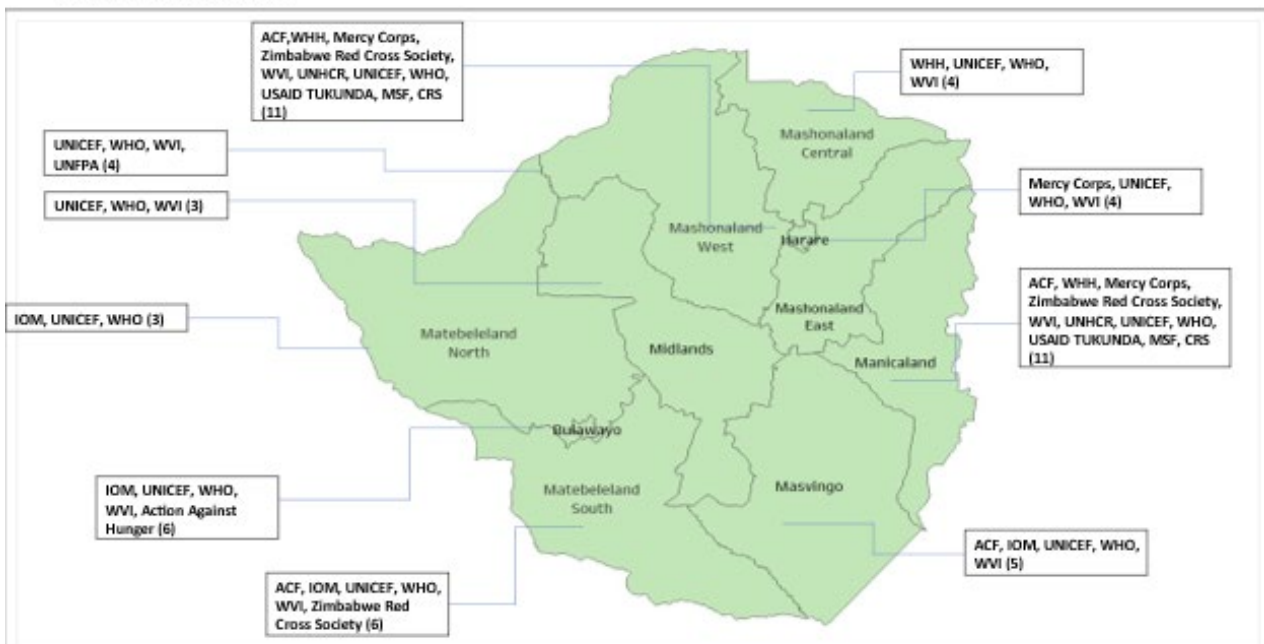 ACF,WHH, Mercy Corps,
Zimbabwe Red Cross Society,
WVI, UNHCR, UNICEF, WHO,
USAID TUKUNDA, MSF, CRS
(11)
WHH, UNICEF, WHO,
WVI (4)
UNICEF, WHO, WVI,
UNFPA (4)
UNICEF, WHO, WVI (3)
Mercy Corps, UNICEF,
WHO, WVI (4)
ACF, WHH, Mercy Corps,
Zimbabwe Red Cross Society,
WVI, UNHCR, UNICEF, WHO,
USAID TUKUNDA, MSF, CRS
(11)
IOM, UNICEF, WHO (3)
IOM, UNICEF, WHO,
WVI, Action Against
Hunger (6)
ACF, IOM, UNICEF, WHO,
WVI, Zimbabwe Red
Cross Society (6)
ACF, IOM, UNICEF, WHO,
WVI (5)
Mashonaland
Central
Mashonaland
West
Harare
Mashonaland
East
Manicaland
Matebeleland
North
Midlands
Bulawayo
Matebeleland
South
Masvingo